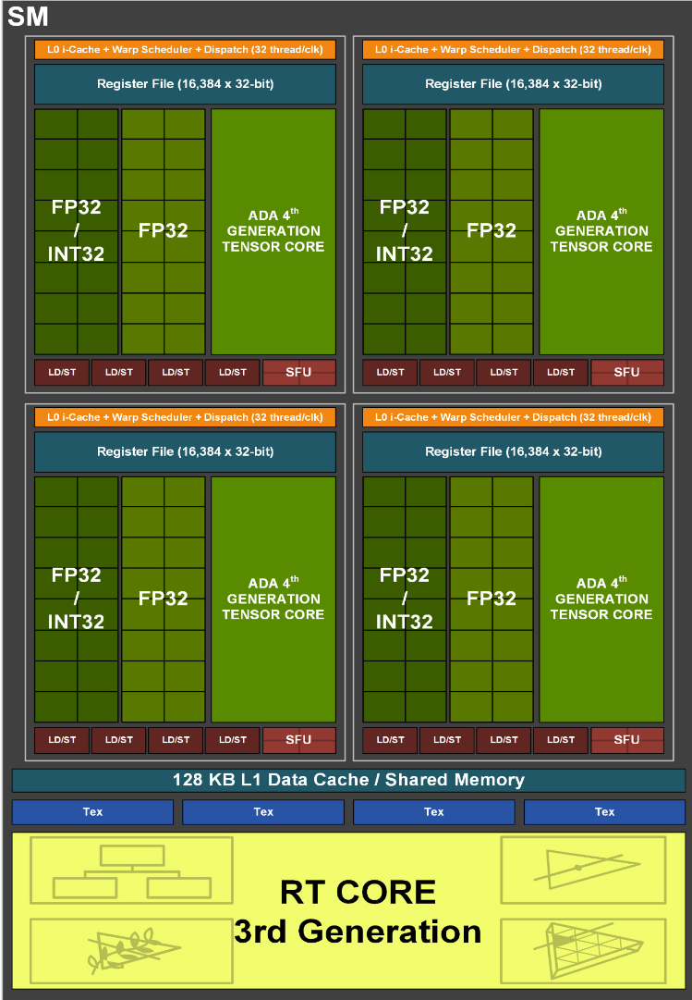 SM
L0 i-Cache + Warp Scheduler + Dispatch (32 thread/clk)
Register File (16,384 x 32-bit)
FP32
/
INT32
FP32
ADA 4th
GENERATION
TENSOR CORE
LD/ST
LD/ST
LD/ST
LD/ST
SFU
L0 i-Cache + Warp Scheduler + Dispatch (32 thread/clk)
Register File (16,384 x 32-bit)
FP32
/
INT32
FP32
ADA 4th
GENERATION
TENSOR CORE
LD/ST
LD/ST
LD/ST
LD/ST
SFU
L0 i-Cache + Warp Scheduler + Dispatch (32 thread/clk)
Register File (16,384 x 32-bit)
FP32
/
INT32
FP32
ADA 4th
GENERATION
TENSOR CORE
LD/ST
LD/ST
LD/ST
LD/ST
SFU
L0 i-Cache + Warp Scheduler + Dispatch (32 thread/clk)
Register File (16,384 x 32-bit)
FP32
/
INT32
FP32
ADA 4th
GENERATION
TENSOR CORE
LD/ST
LD/ST
LD/ST
LD/ST
SFU
128 KB L1 Data Cache / Shared Memory
Tex
Tex
Tex
Tex
RT CORE
3rd Generation